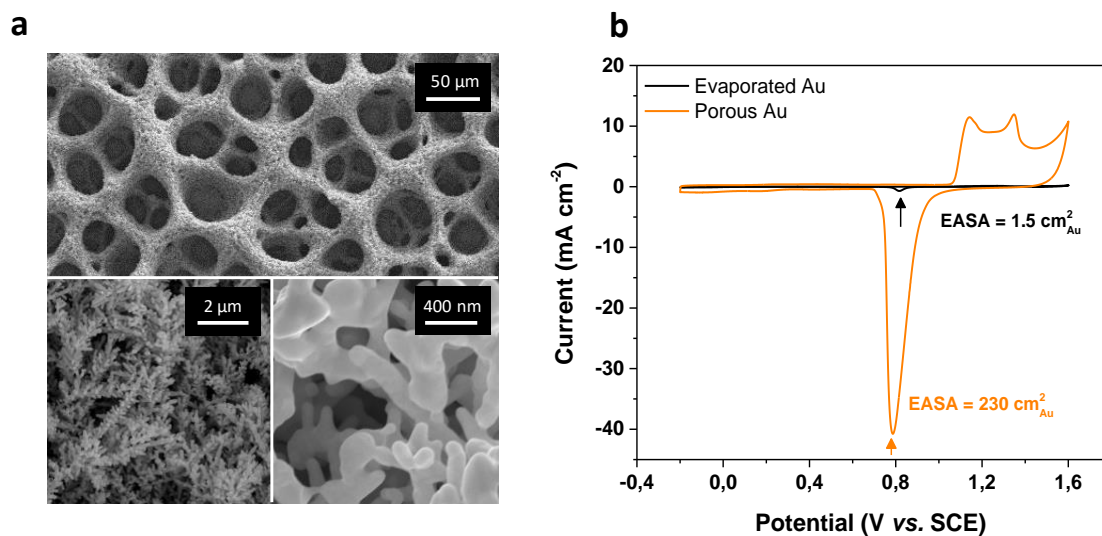 a
50 µm
2 µm
400 nm
b
Evaporated Au
Porous Au
EASA = 1.5 cm²Au
EASA = 230 cm²Au
Current (mA cm⁻²)
20
10
0
-10
-20
-30
-40
-0,4
0,0
0,4
0,8
1,2
1,6
Potential (V vs. SCE)